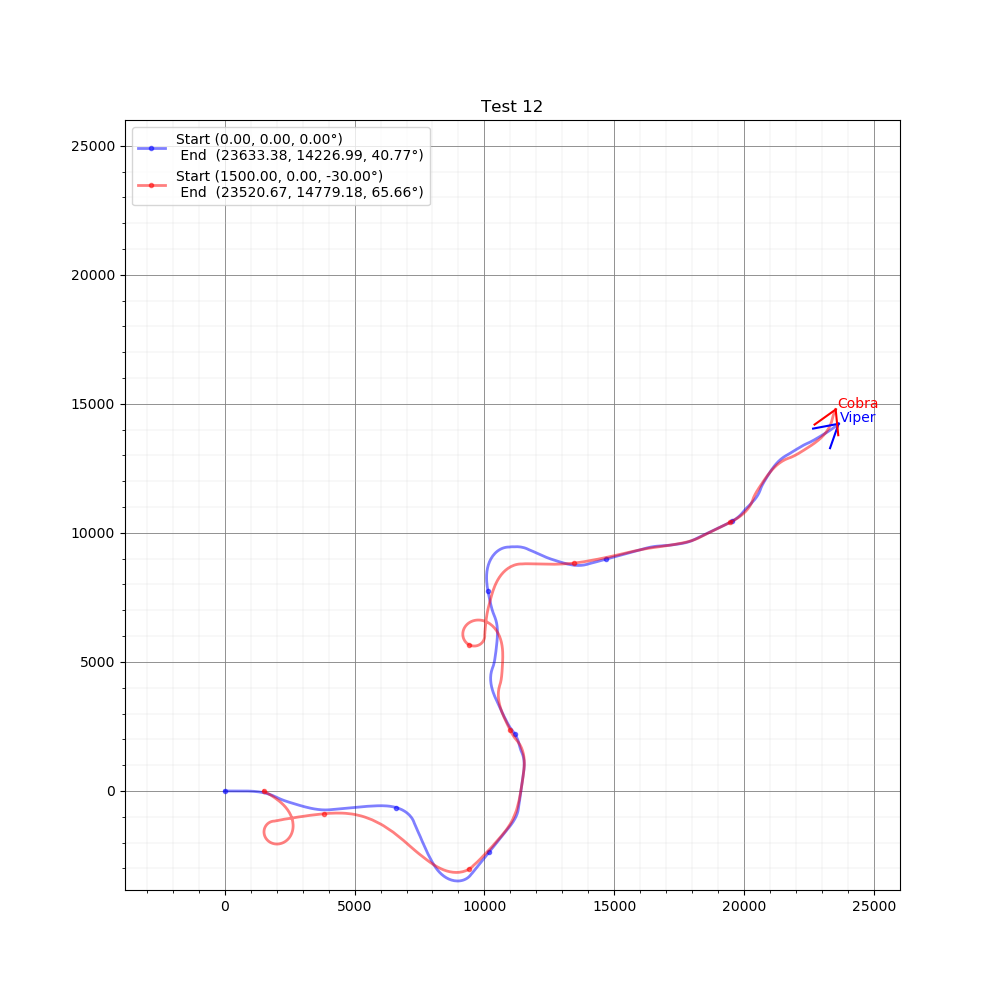 Test 12
Start (0.00, 0.00, 0.00°)
End  (23633.38, 14226.99, 40.77°)
Start (1500.00, 0.00, -30.00°)
End  (23520.67, 14779.18, 65.66°)
25000
20000
15000
10000
5000
0
Cobra
Viper
0
5000
10000
15000
20000
25000